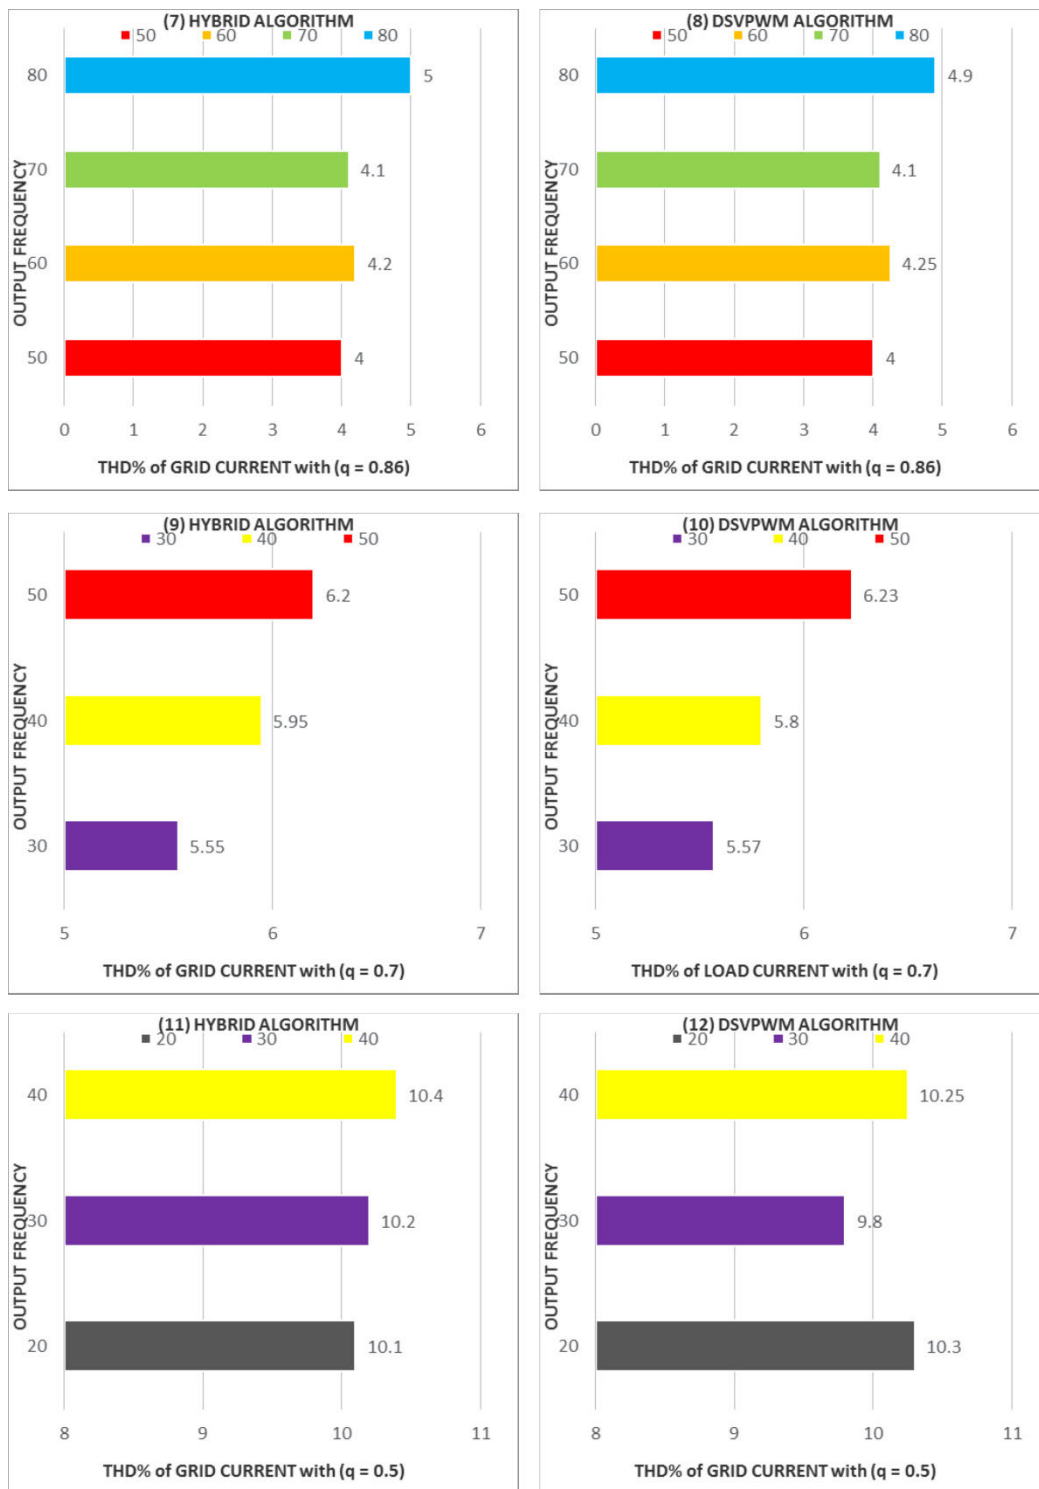 (7) HYBRID ALGORITHM
50 60 70 80
80
5
70
4.1
60
4.2
50
4
OUTPUT FREQUENCY
0 1 2 3 4 5 6
THD% of GRID CURRENT with (q = 0.86)
(8) DSVPWM ALGORITHM
50 60 70 80
80
4.9
70
4.1
60
4.25
50
4
OUTPUT FREQUENCY
0 1 2 3 4 5 6
THD% of GRID CURRENT with (q = 0.86)
(9) HYBRID ALGORITHM
30 40 50
50
6.2
40
5.95
30
5.55
OUTPUT FREQUENCY
5 6 7
THD% of GRID CURRENT with (q = 0.7)
(10) DSVPWM ALGORITHM
30 40 50
50
6.23
40
5.8
30
5.57
OUTPUT FREQUENCY
5 6 7
THD% of LOAD CURRENT with (q = 0.7)
(11) HYBRID ALGORITHM
20 30 40
40
10.4
30
10.2
20
10.1
OUTPUT FREQUENCY
8 9 10 11
THD% of GRID CURRENT with (q = 0.5)
(12) DSVPWM ALGORITHM
20 30 40
40
10.25
30
9.8
20
10.3
OUTPUT FREQUENCY
8 9 10 11
THD% of GRID CURRENT with (q = 0.5)